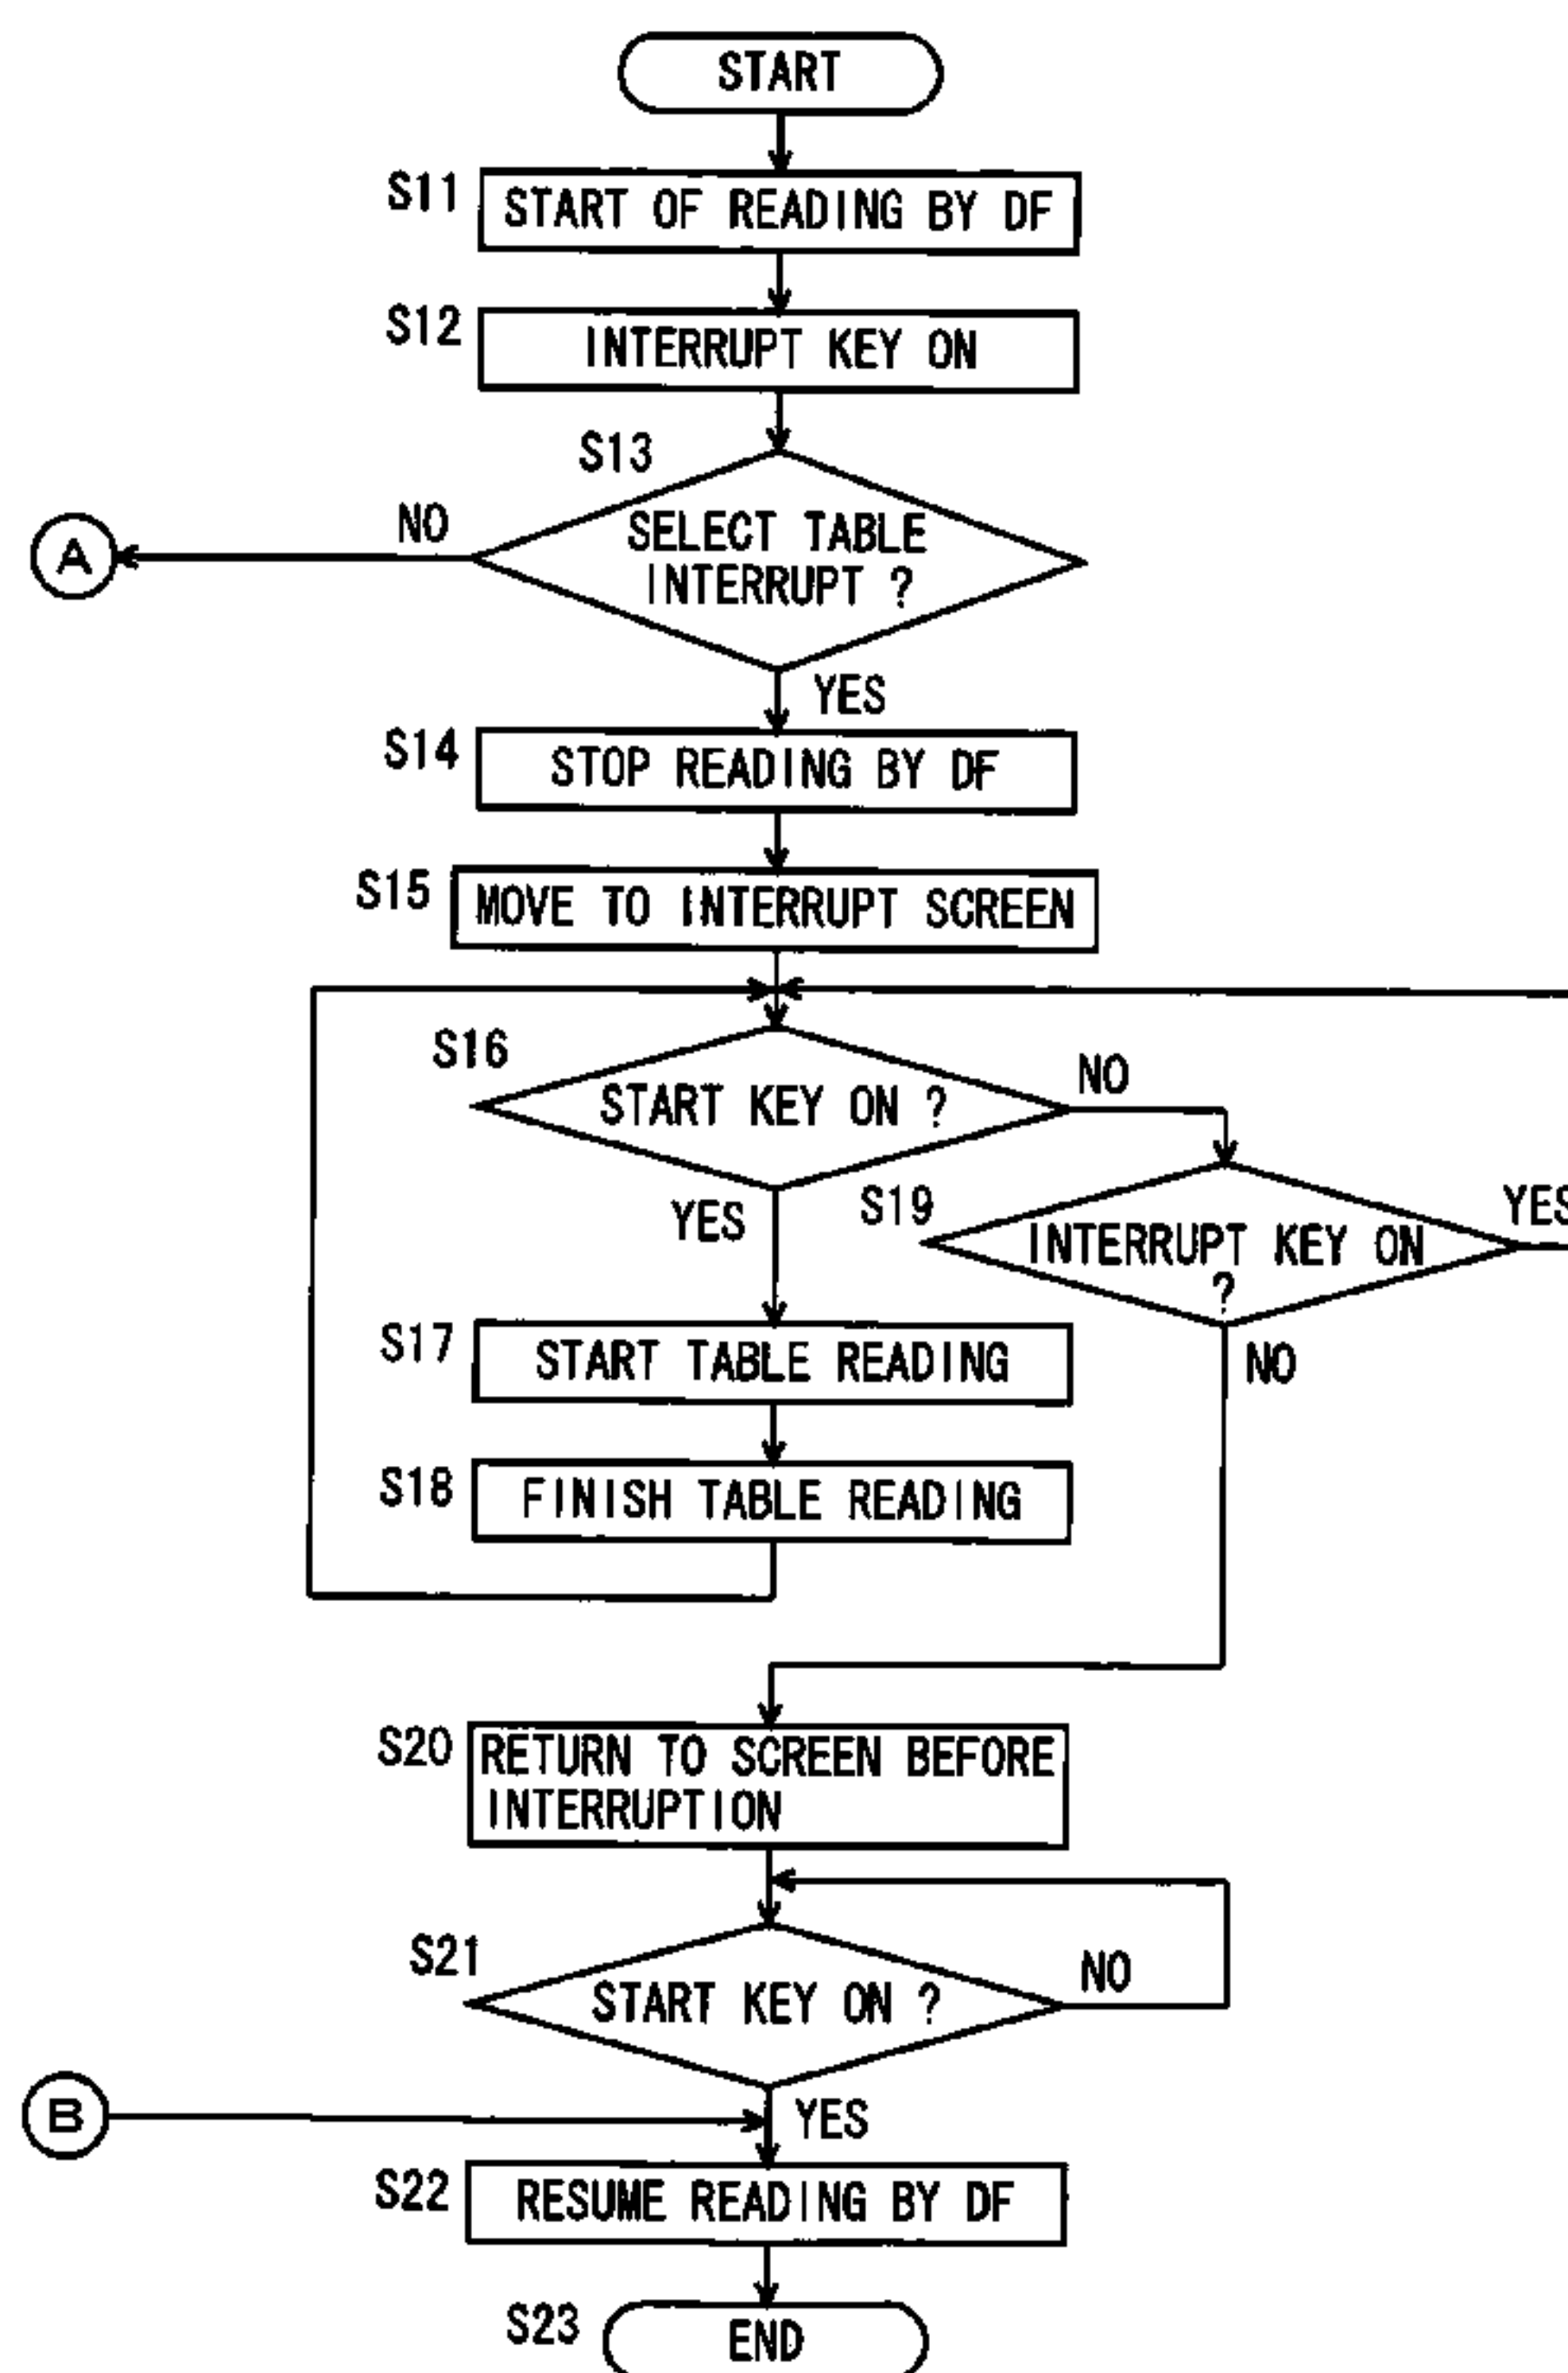 START
S11
START OF READING BY DF
S12
INTERRUPT KEY ON
S13
NO
A
SELECT TABLE
INTERRUPT ?
YES
S14
STOP READING BY DF
S15
MOVE TO INTERRUPT SCREEN
S16
START KEY ON ?
NO
YES
S19
INTERRUPT KEY ON
?
YES
NO
S17
START TABLE READING
S18
FINISH TABLE READING
S20
RETURN TO SCREEN BEFORE
INTERRUPTION
S21
START KEY ON ?
NO
B
YES
S22
RESUME READING BY DF
S23
END